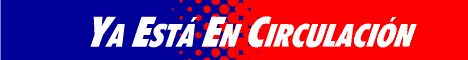 Ya Está En Circulación